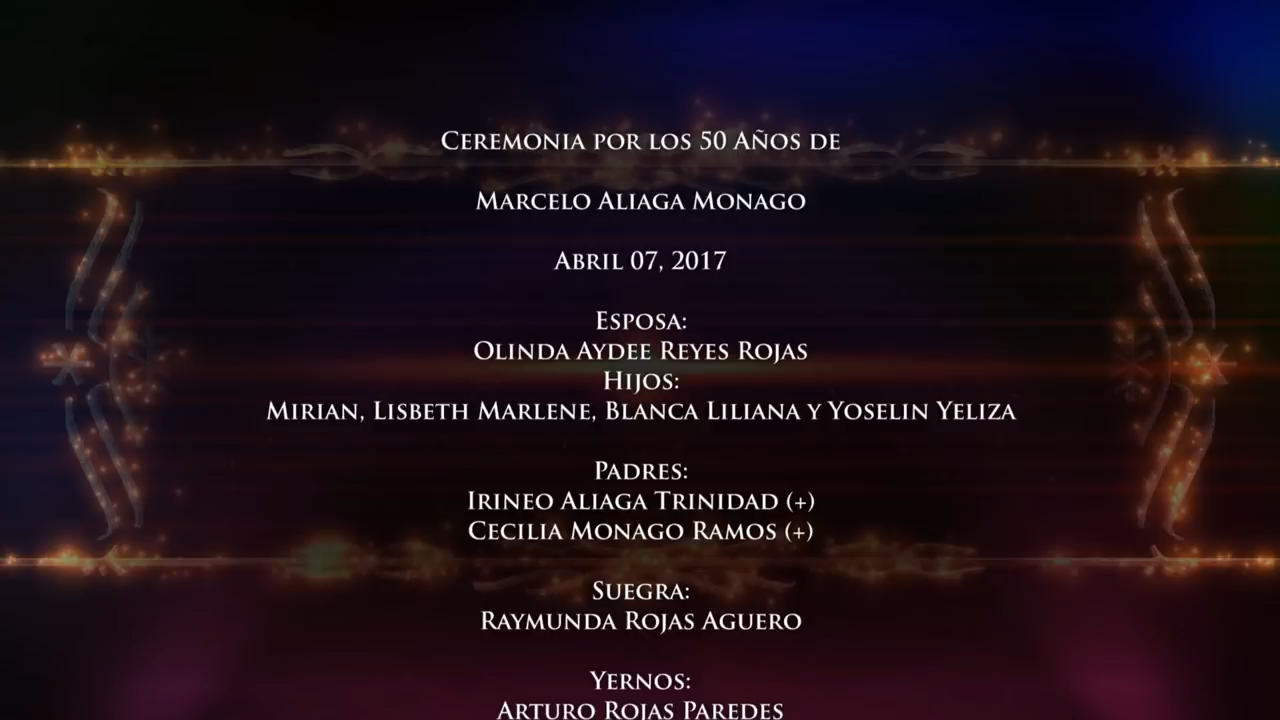 Ceremonia por los 50 Años de
Marcelo Aliaga Monago
Abril 07, 2017
Esposa:
Olinda Aydee Reyes Rojas
Hijos:
Mirian, Lisbeth Marlene, Blanca Liliana y Yoselin Yeliza
Padres:
Irineo Aliaga Trinidad (+)
Cecilia Monago Ramos (+)
Suegra:
Raymunda Rojas Aguero
Yernos:
Arturo Rojas Paredes